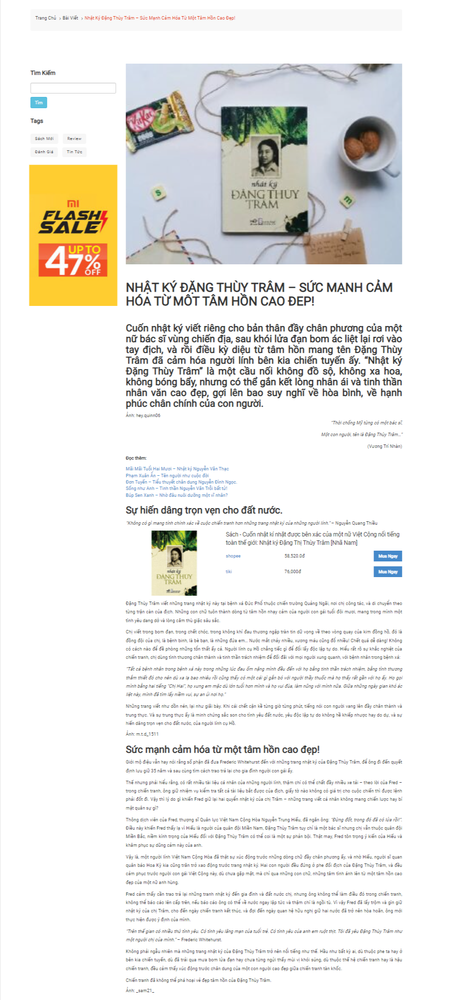 Trang Chủ > Bài Viết > Nhật Ký Đặng Thùy Trâm – Sức Mạnh Cảm Hóa Từ Một Tâm Hồn Cao Đẹp!
Tìm Kiếm
Tìm
Tags
Sách Mới Review
Đánh Giá Tin Tức
mi
FLASH
SALE
UP TO
47%
OFF
KitKat
nhật ký
ĐẶNG THÙY
TRÂM
S
m
NHẬT KÝ ĐẶNG THÙY TRÂM – SỨC MẠNH CẢM
HÓA TỪ MỘT TÂM HỒN CAO ĐẸP!
Cuốn nhật ký viết riêng cho bản thân đầy chân phương của một
nữ bác sĩ vùng chiến địa, sau khói lửa đạn bom ác liệt lại rơi vào
tay địch, và rồi điều kỳ diệu từ tâm hồn mang tên Đặng Thùy
Trâm đã cảm hóa người lính bên kia chiến tuyến ấy. “Nhật ký
Đặng Thùy Trâm” là một cầu nối không đồ sộ, không xa hoa,
không bóng bẩy, nhưng có thể gắn kết lòng nhân ái và tinh thần
nhân văn cao đẹp, gợi lên bao suy nghĩ về hòa bình, về hạnh
phúc chân chính của con người.
Ảnh: hey.quinn06
“Thời chống Mỹ từng có một bác sĩ,
Một con người, tên là Đặng Thùy Trâm…”
(Vương Trí Nhàn)
Đọc thêm:
Mãi Mãi Tuổi Hai Mươi – Nhật ký Nguyễn Văn Thạc
Phạm Xuân Ẩn – Tên người như cuộc đời
Đơn Tuyến – Tiểu thuyết chân dung Nguyễn Đình Ngọc.
Sống như Anh – Tinh thần Nguyễn Văn Trỗi bất tử!
Búp Sen Xanh – Nhờ đâu nuôi dưỡng một vĩ nhân?
Sự hiến dâng trọn vẹn cho đất nước.
“Không có gì mang tính chính xác về cuộc chiến tranh hơn những trang nhật ký của những người lính.” – Nguyễn Quang Thiều
nhật ký
ĐẶNG THÙY
TRÂM
Sách - Cuốn nhật kí nhặt được bên xác của một nữ Việt Cộng nổi tiếng
toàn thế giới: Nhật ký Đặng Thị Thùy Trâm [Nhã Nam]
shopee 58,520.0đ Mua Ngay
tiki 76,000đ Mua Ngay
Đặng Thùy Trâm viết những trang nhật ký này tại bệnh xá Đức Phổ thuộc chiến trường Quảng Ngãi, nơi chị công tác, và di chuyển theo
từng trận càn của địch. Những con chữ tuôn thành dòng từ tâm hồn nhạy cảm của người con gái tuổi đôi mươi, mang trong mình một
tình yêu dang dở và lòng căm thù giặc sâu sắc.
Chị viết trong bom đạn, trong chết chóc, trong không khí đau thương ngập tràn tin dữ vọng về theo vòng quay của kim đồng hồ, đó là
đồng đội của chị, là bệnh binh, là bè bạn, là những đứa em… Nước mắt chảy nhiều, xương máu cũng đổ nhiều! Chết quá dễ dàng! Không
có cách nào để đề phòng những tổn thất ấy cả. Người lính cụ Hồ chẳng tiếc gì để đổi lấy độc lập tự do. Hiểu rất rõ sự khắc nghiệt của
chiến tranh, chị dùng tình thương chân thành và tinh thần trách nhiệm để đối đãi với mọi người xung quanh, với bệnh nhân trong bệnh xá:
“Tất cả bệnh nhân trong bệnh xá này trong những lúc đau ốm nặng mình đều đến với họ bằng tinh thần trách nhiệm, bằng tình thương
thắm thiết đó cho nên dù xa lạ bao nhiêu rồi cũng thấy có một cái gì gắn bó với người thầy thuốc mà họ thấy rất gần với họ ấy. Họ gọi
mình bằng hai tiếng “Chị Hai”, họ xưng em mặc dù lớn tuổi hơn mình và họ vui đùa, làm nũng với mình nữa. Giữa những ngày gian khó ác
liệt này, mình đã tìm lấy niềm vui, sự an ủi nơi họ.”
Những trang viết như dồn nén, lại như giãi bày. Khi cái chết cận kề từng giờ từng phút, tiếng nói con người vang lên đầy chân thành và
trung thực. Và sự trung thực ấy là minh chứng sắc son cho tình yêu đất nước, yêu độc lập tự do không hề khiếp nhược hay do dự, và sự
hiến dâng trọn vẹn cho đất nước, của người lính cụ Hồ.
Ảnh: m.t.d_1511
Sức mạnh cảm hóa từ một tâm hồn cao đẹp!
Giới mộ điệu vẫn hay nói rằng số phận đã đưa Frederic Whitehurst đến với những trang nhật ký của Đặng Thùy Trâm, để ông đi đến quyết
định lưu giữ 35 năm và sau cùng tìm cách trao trả lại cho gia đình người con gái ấy.
Thế nhưng phải hiểu rằng, có rất nhiều tài liệu cá nhân của những người lính, thậm chí có thể chất đầy nhiều xe tải – theo lời của Fred –
trong chiến tranh, ông giữ nhiệm vụ kiểm tra tất cả tài liệu bắt được của địch, giấy tờ nào không có giá trị cho cuộc chiến thì được lệnh
phải đốt đi. Vậy thì lý do gì khiến Fred giữ lại hai quyển nhật ký của chị Trâm – những trang viết cá nhân không mang chiến lược hay bí
mật quân sự gì?
Thông dịch viên của Fred, thượng sĩ Quân lực Việt Nam Cộng Hòa Nguyễn Trung Hiếu, đã ngăn ông: “Đừng đốt, trong đó đã có lửa rồi!”.
Điều này khiến Fred thấy lạ vì Hiếu là người của quân đội Miền Nam, Đặng Thùy Trâm tuy chỉ là một bác sĩ nhưng chị vẫn thuộc quân đội
Miền Bắc, niềm kính trọng của Hiếu đối với Đặng Thùy Trâm có thể coi là một sự phản bội. Thật may, Fred tôn trọng ý kiến của Hiếu và
khâm phục sự dũng cảm này của anh.
Vậy là, một người lính Việt Nam Cộng Hòa đã thật sự xúc động trước những dòng chữ đầy chân phương ấy, và nhờ Hiếu, người sĩ quan
quân báo Hoa Kỳ kia cũng trăn trở xao động trước trang nhật ký. Hai con người đều đứng ở phe đối địch của Đặng Thùy Trâm, và đều
cảm phục trước người con gái Việt Cộng này, dù chưa gặp mặt, mà chỉ qua những con chữ, những tâm tình ánh lên từ một tâm hồn cao
đẹp của một nữ anh hùng.
Fred cảm thấy cần trao trả lại những tranh nhật ký đến gia đình và đất nước chị, nhưng ông không thể làm điều đó trong chiến tranh,
không thể báo cáo lên cấp trên, nếu báo cáo ông có thể về nước ngay lập tức và thậm chí là ngồi tù. Vì vậy Fred đã lấy trộm và gìn giữ
nhật ký của chị Trâm, cho đến ngày chiến tranh kết thúc, và đợi đến ngày quan hệ hữu nghị giữ hai nước đã trở nên hòa hoãn, ông mới
thực hiện được ý định của mình.
“Trên thế gian có nhiều thứ tình yêu. Có tình yêu lãng mạn của tuổi trẻ. Có tình yêu của anh em ruột thịt. Tôi đã yêu Đặng Thùy Trâm như
một người chị của mình.” – Frederic Whitehurst.
Không phải ngẫu nhiên mà những trang nhật ký của Đặng Thùy Trâm trở nên nổi tiếng như thế. Hầu như bất kỳ ai, dù thuộc phe ta hay ở
bên kia chiến tuyến, dù đã trải qua mưa bom lửa đạn hay chưa từng ngửi thấy mùi vị khói súng, dù thuộc thế hệ chiến tranh hay là hậu
chiến tranh, đều cảm thấy xúc động trước chân dung của một con người cao đẹp giữa chiến tranh tàn khốc.
Chiến tranh đã không thể phá hoại vẻ đẹp tâm hồn của Đặng Thùy Trâm.
Ảnh: _sam21_